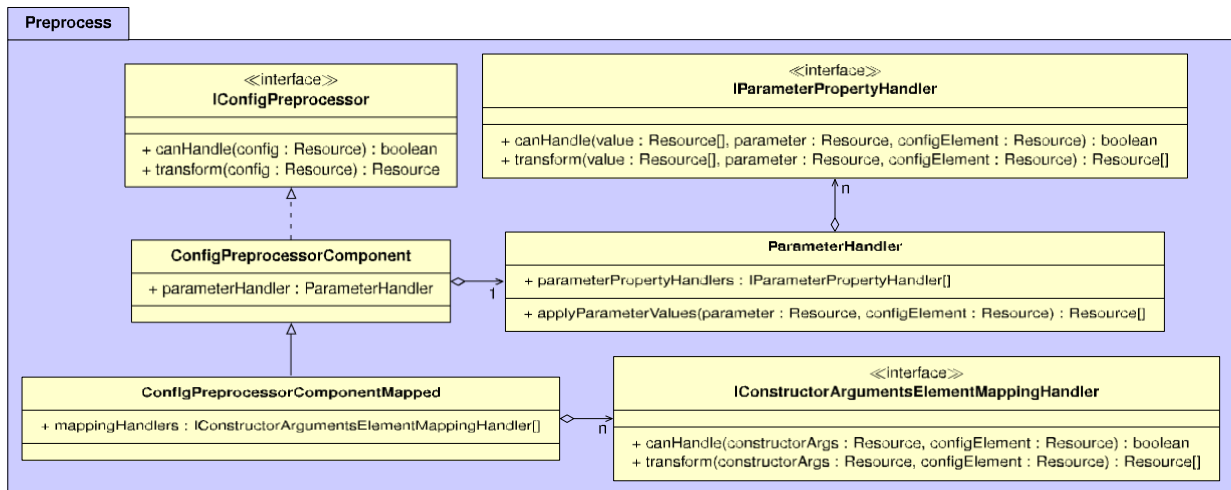 Preprocess
≪interface≫
IConfigPreprocessor
+ canHandle(config : Resource) : boolean
+ transform(config : Resource) : Resource
≪interface≫
IParameterPropertyHandler
+ canHandle(value : Resource[], parameter : Resource, configElement : Resource) : boolean
+ transform(value : Resource[], parameter : Resource, configElement : Resource) : Resource[]
n
ConfigPreprocessorComponent
+ parameterHandler : ParameterHandler
1
ParameterHandler
+ parameterPropertyHandlers : IParameterPropertyHandler[]
+ applyParameterValues(parameter : Resource, configElement : Resource) : Resource[]
ConfigPreprocessorComponentMapped
+ mappingHandlers : IConstructorArgumentsElementMappingHandler[]
n
≪interface≫
IConstructorArgumentsElementMappingHandler
+ canHandle(constructorArgs : Resource, configElement : Resource) : boolean
+ transform(constructorArgs : Resource, configElement : Resource) : Resource[]